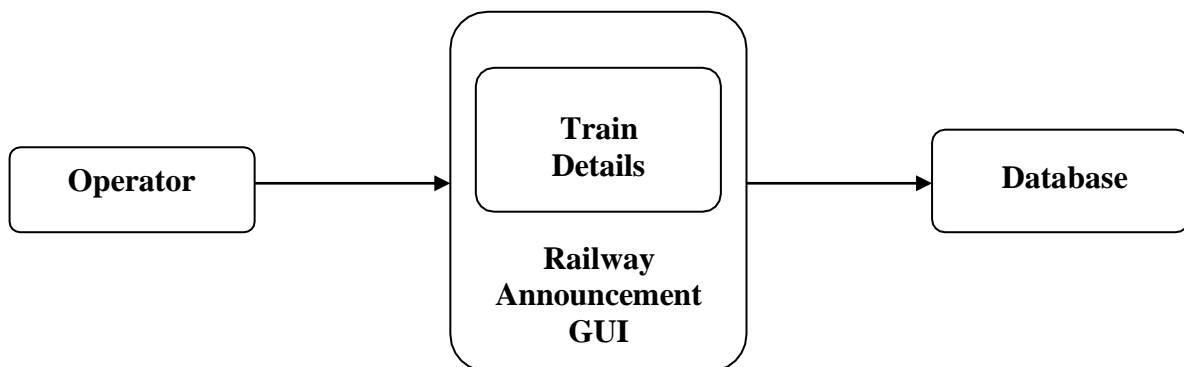 Operator
Train
Details
Railway
Announcement
GUI
Database